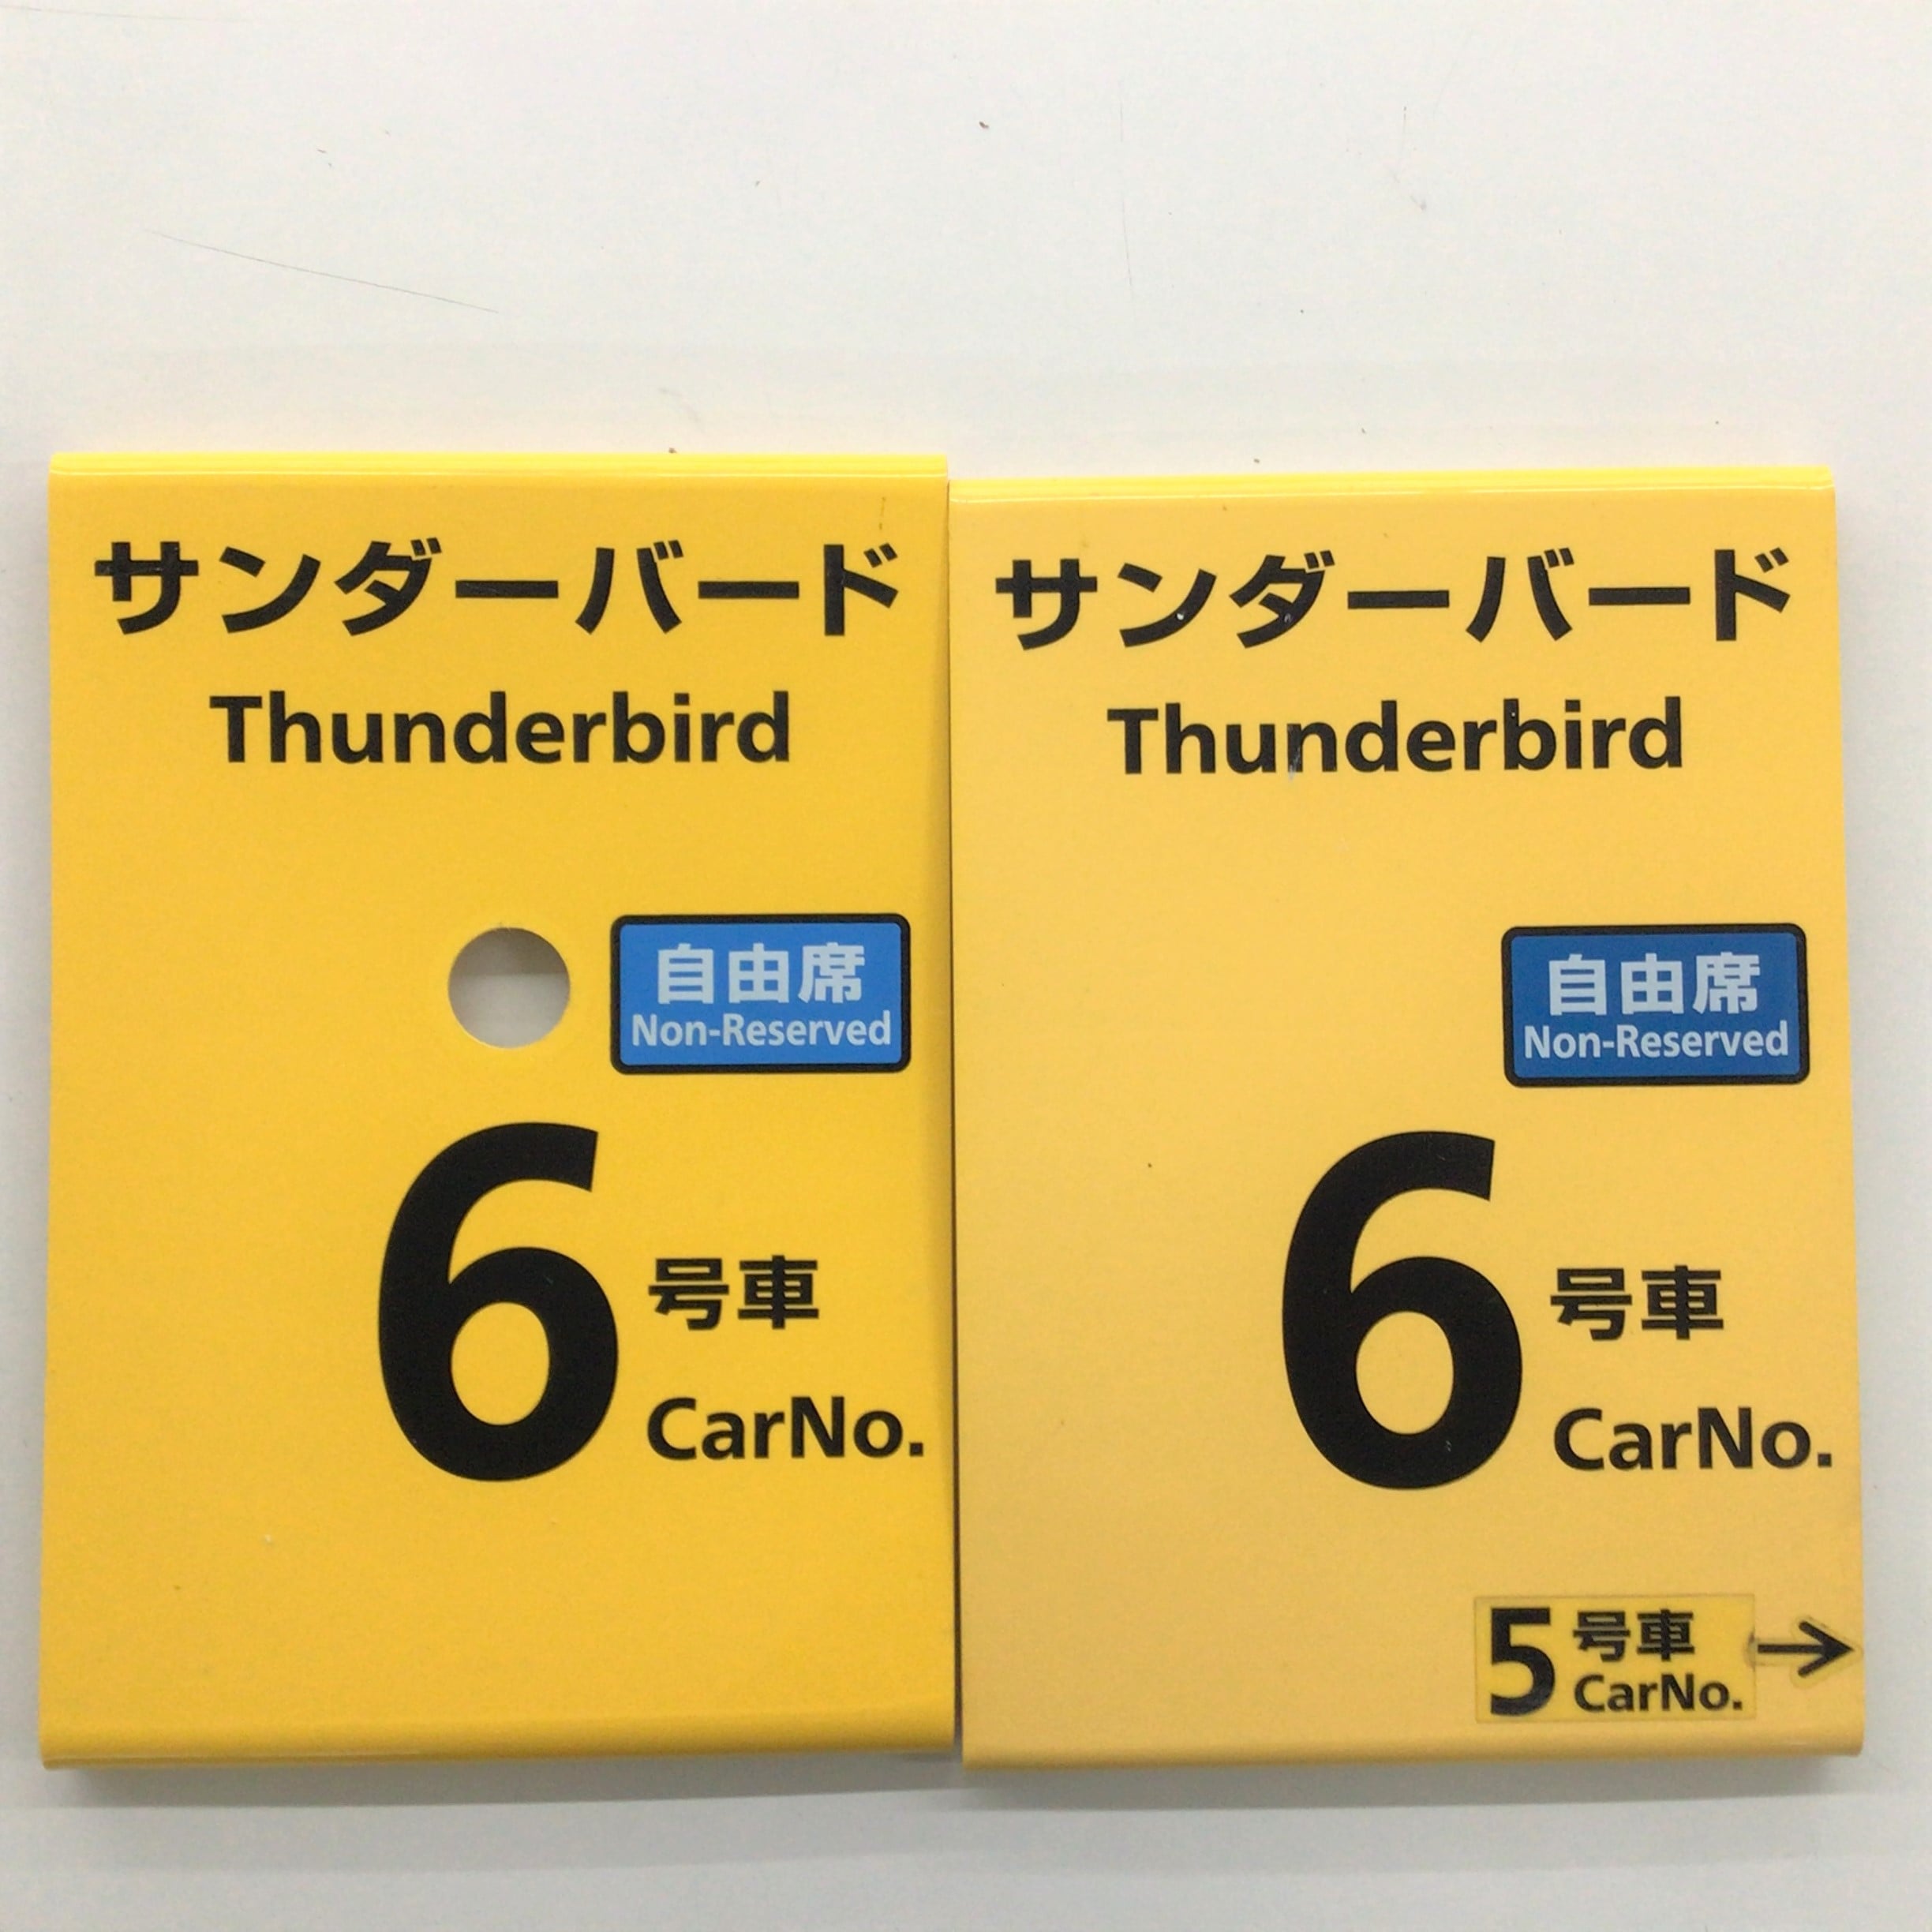 サンダーバード
Thunderbird
自由席
Non-Reserved
6 号車
CarNo.
サンダーバード
Thunderbird
自由席
Non-Reserved
6 号車
CarNo.
5 号車 →
CarNo.